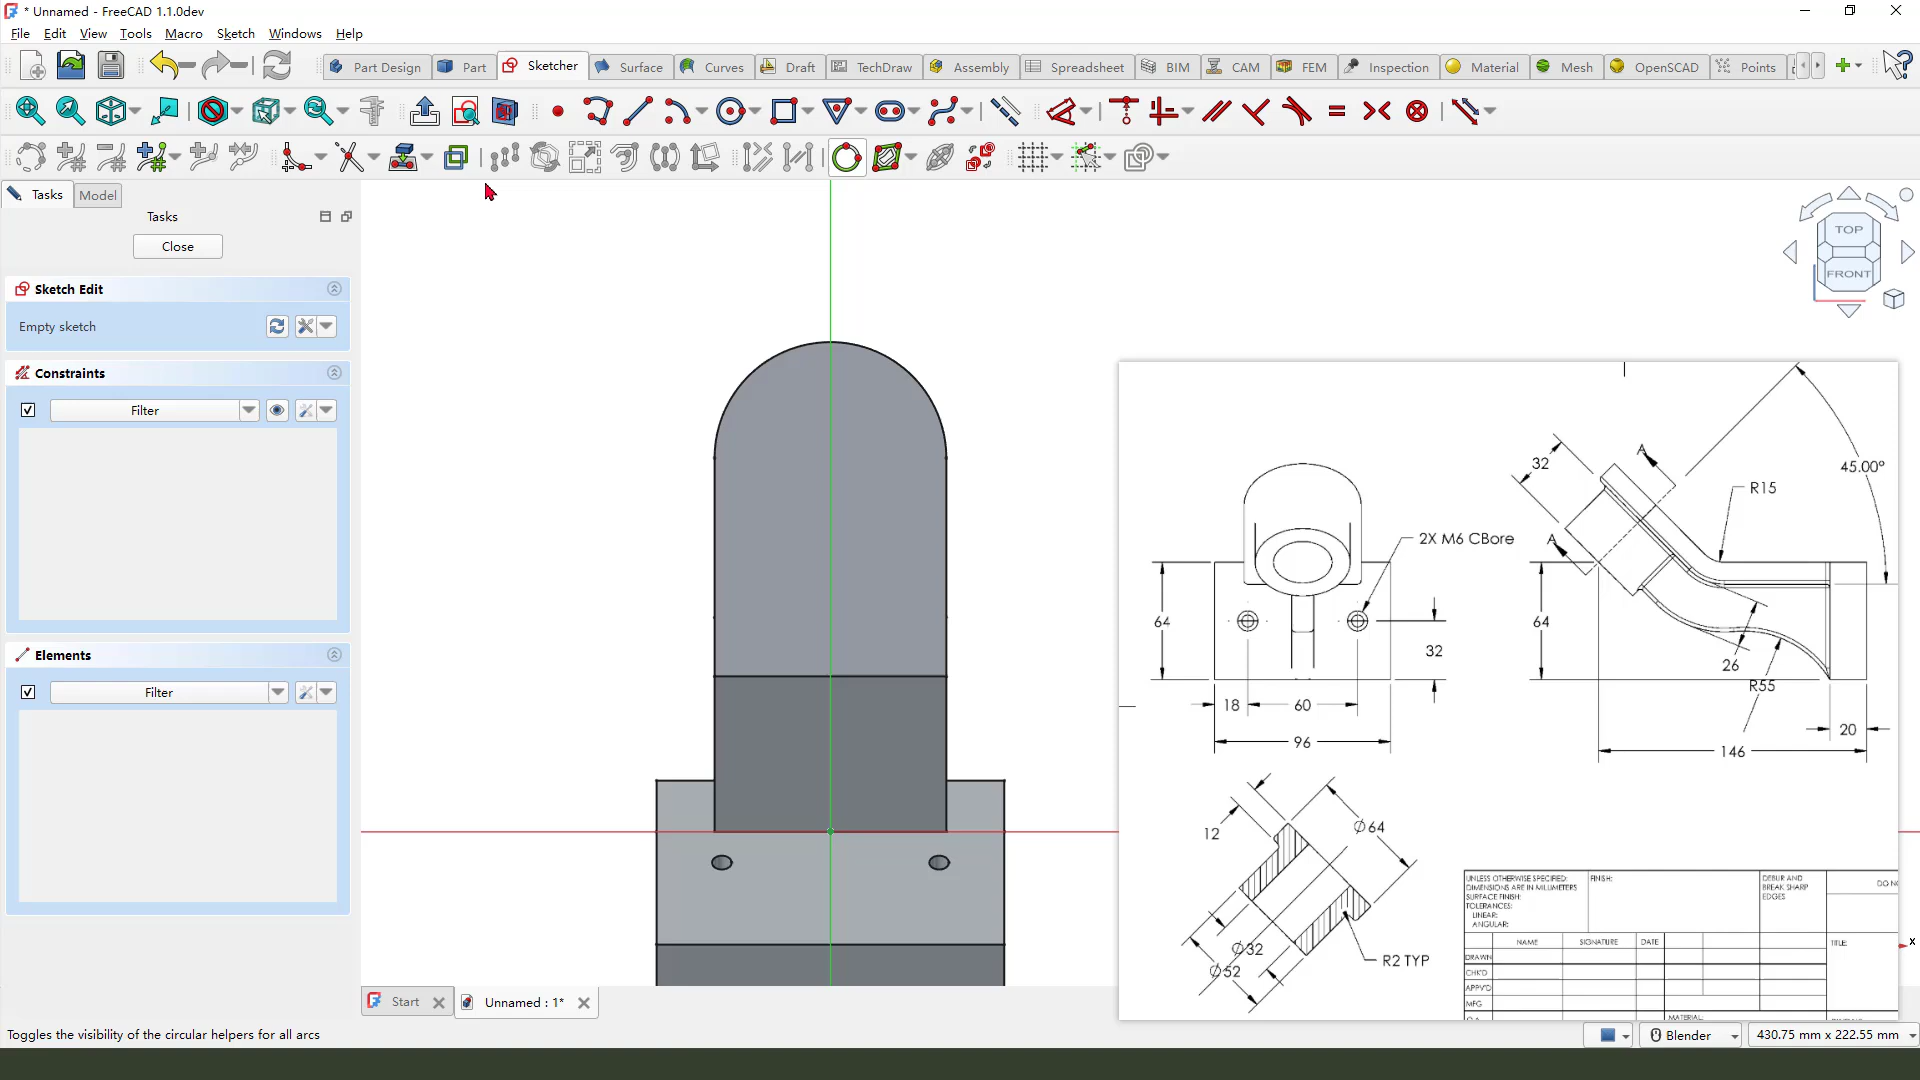 * Unnamed - FreeCAD 1.1.0dev
File Edit View Tools Macro Sketch Windows Help
Part Design Part Sketcher Surface Curves Draft TechDraw Assembly Spreadsheet BIM CAM FEM Inspection Material Mesh OpenSCAD Points
Tasks Model
Tasks
Close
Sketch Edit
Empty sketch
Constraints
Filter
Elements
Filter
TOP
FRONT
x
32
A
A
45.00°
R15
2X M6 CBore
64
32
18 60
96
64
26
R55
20
146
12
Ø64
Ø32
Ø52
R2 TYP
UNLESS OTHERWISE SPECIFIED:
DIMENSIONS ARE IN MILLIMETERS
SURFACE FINISH:
TOLERANCES:
LINEAR:
ANGULAR:
FINISH:
DEBUR AND
BREAK SHARP
EDGES
DO NO
NAME SIGNATURE DATE
TITLE:
DRAWN
CHK'D
APPV'D
MFG
MATERIAL:
Start Unnamed : 1*
Toggles the visibility of the circular helpers for all arcs
Blender 430.75 mm x 222.55 mm